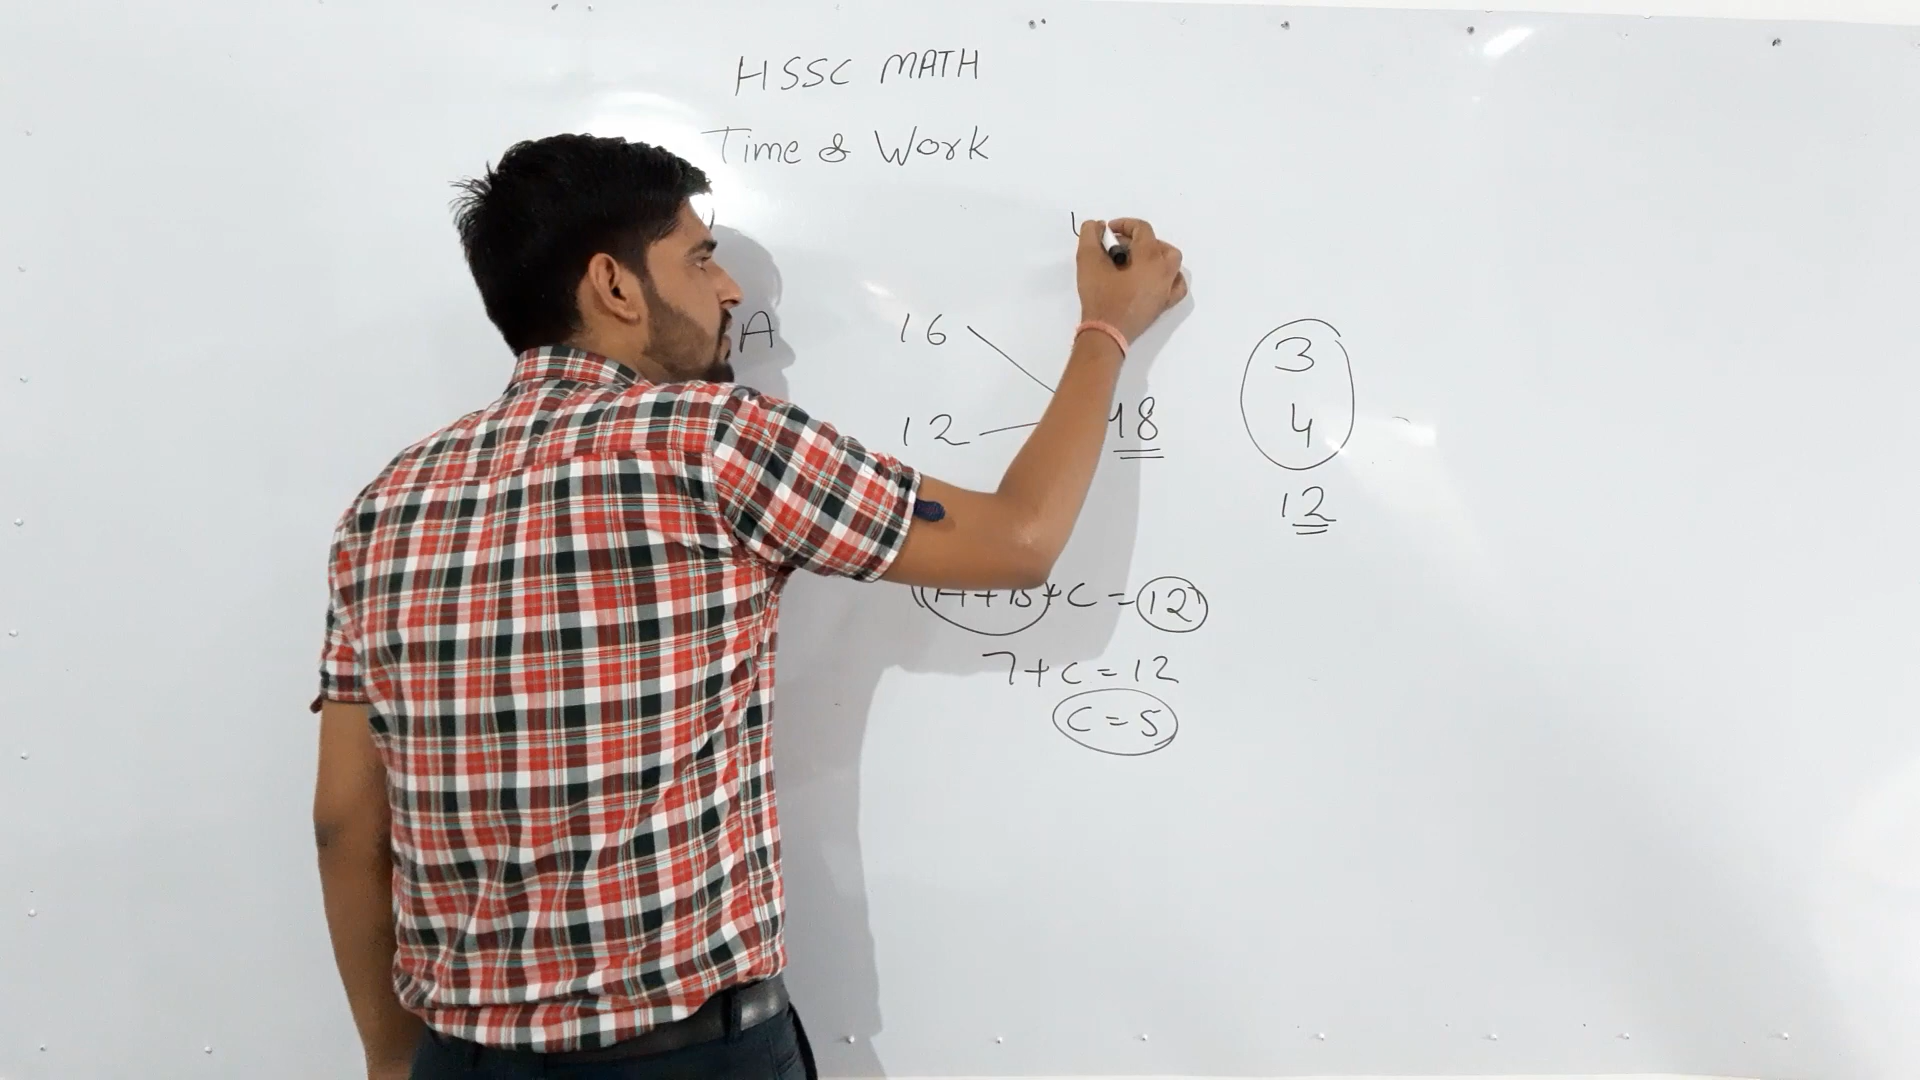 HSSC MATH
Time & Work
A 16 3
12 48 4
12
(A+B)+C=12
7+C=12
C=5